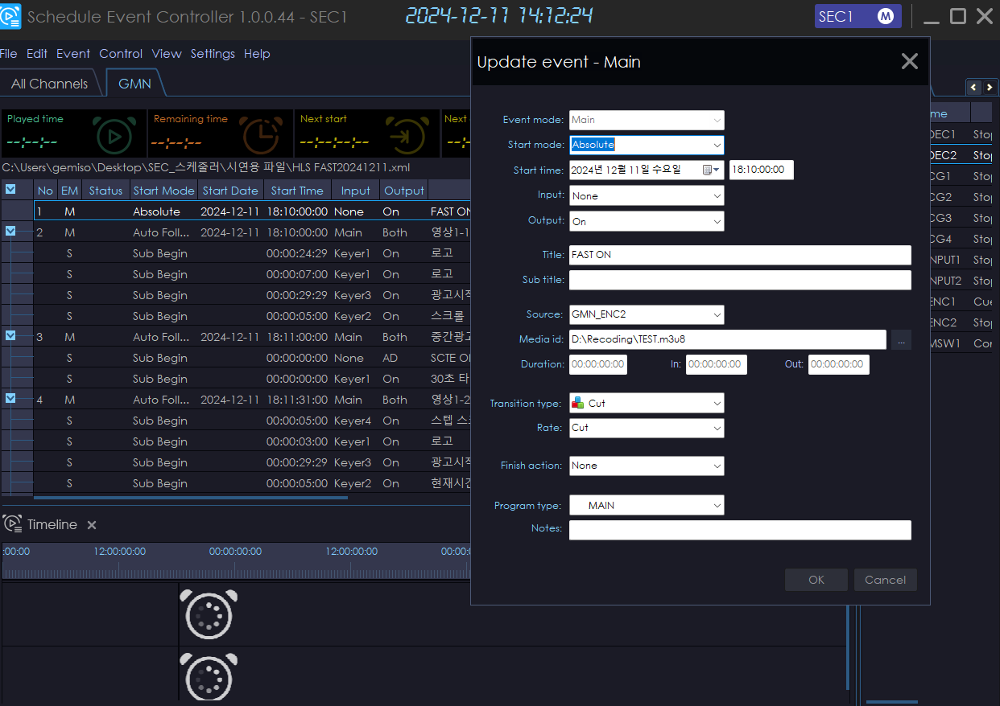 Schedule Event Controller 1.0.0.44 - SEC1
2024-12-11 14:12:24
SEC1 M
File Edit Event Control View Settings Help
All Channels GMN
Played time Remaining time Next start Next
--:--:-- --:--:-- --:--:--:--
C:\Users\gemiso\Desktop\SEC_스케줄러\시연용 파일\HLS FAST20241211.xml
No EM Status Start Mode Start Date Start Time Input Output
1 M Absolute 2024-12-11 18:10:00:00 None On FAST ON
2 M Auto Foll... 2024-12-11 18:10:00:00 Main Both 영상1-1
S Sub Begin 00:00:24:29 Keyer1 On 로고
S Sub Begin 00:00:07:00 Keyer1 On 로고
S Sub Begin 00:00:29:29 Keyer3 On 광고시작
S Sub Begin 00:00:05:00 Keyer2 On 스크롤
3 M Auto Foll... 2024-12-11 18:11:00:00 Main Both 중간광고
S Sub Begin 00:00:00:00 None AD SCTE
S Sub Begin 00:00:00:00 Keyer1 On 30초 타
4 M Auto Foll... 2024-12-11 18:11:31:00 Main Both 영상1-2
S Sub Begin 00:00:05:00 Keyer4 On 스텝
S Sub Begin 00:00:03:00 Keyer1 On 로고
S Sub Begin 00:00:29:29 Keyer3 On 광고시작
S Sub Begin 00:00:05:00 Keyer2 On 현재시간
Timeline
:00:00 12:00:00:00 00:00:00:00 12:00:00:00 00:00:
Update event - Main
Event mode: Main
Start mode: Absolute
Start time: 2024년 12월 11일 수요일 18:10:00:00
Input: None
Output: On
Title: FAST ON
Sub title:
Source: GMN_ENC2
Media id: D:\Recoding\TEST.m3u8 ...
Duration: 00:00:00:00 In: 00:00:00:00 Out: 00:00:00:00
Transition type: Cut
Rate: Cut
Finish action: None
Program type: MAIN
Notes:
OK Cancel
me
DEC1 Stop
DEC2 Stop
CG1 Stop
CG2 Stop
CG3 Stop
CG4 Stop
INPUT1 Stop
INPUT2 Stop
ENC1 Cue
ENC2 Stop
MSW1 Con